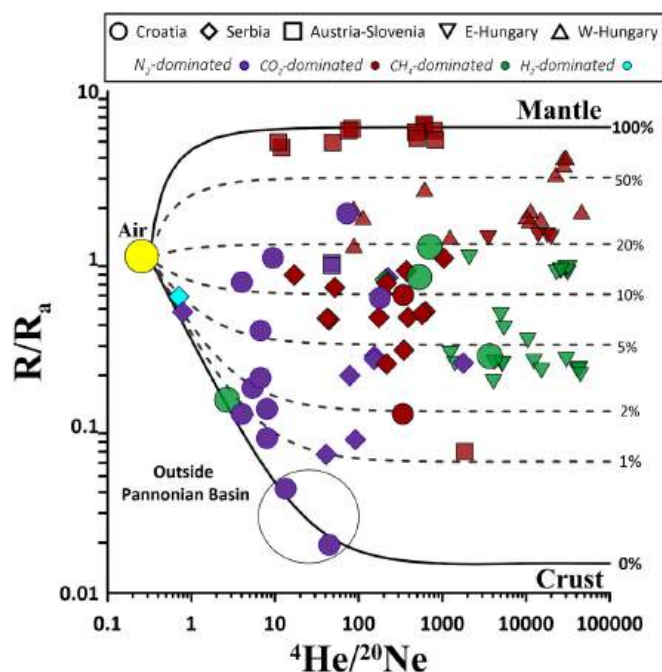 Croatia Serbia Austria-Slovenia E-Hungary W-Hungary
N₂-dominated CO₂-dominated CH₄-dominated H₂-dominated
10
Mantle
100%
50%
Air
20%
1
10%
R/Rₐ
5%
0.1
2%
1%
Outside
Pannonian Basin
0%
Crust
0.01
0.1 1 10 100 1000 10000 100000
⁴He/²⁰Ne